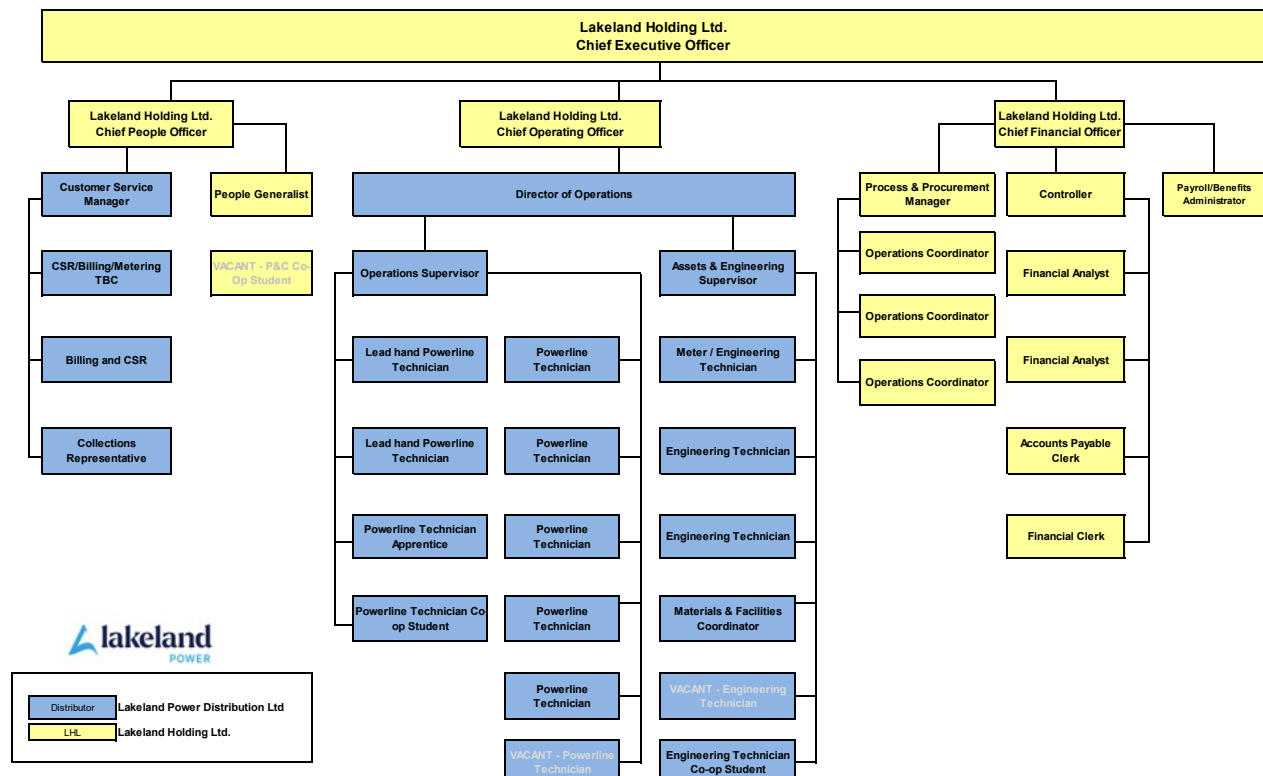 Lakeland Holding Ltd.
Chief Executive Officer
Lakeland Holding Ltd.
Chief People Officer
Lakeland Holding Ltd.
Chief Operating Officer
Lakeland Holding Ltd.
Chief Financial Officer
Customer Service
Manager
People Generalist
Director of Operations
Process & Procurement
Manager
Controller
Payroll/Benefits
Administrator
CSR/Billing/Metering
TBC
VACANT - P&C Co-
Op Student
Operations Supervisor
Assets & Engineering
Supervisor
Operations Coordinator
Financial Analyst
Operations Coordinator
Billing and CSR
Lead hand Powerline
Technician
Powerline
Technician
Meter / Engineering
Technician
Financial Analyst
Operations Coordinator
Collections
Representative
Lead hand Powerline
Technician
Powerline
Technician
Engineering Technician
Accounts Payable
Clerk
Powerline Technician
Apprentice
Powerline
Technician
Engineering Technician
Financial Clerk
Powerline Technician Co-
op Student
Powerline
Technician
Materials & Facilities
Coordinator
lakeland
POWER
Powerline
Technician
VACANT - Engineering
Technician
Distributor
Lakeland Power Distribution Ltd
LHL
Lakeland Holding Ltd.
VACANT - Powerline
Technician
Engineering Technician
Co-op Student